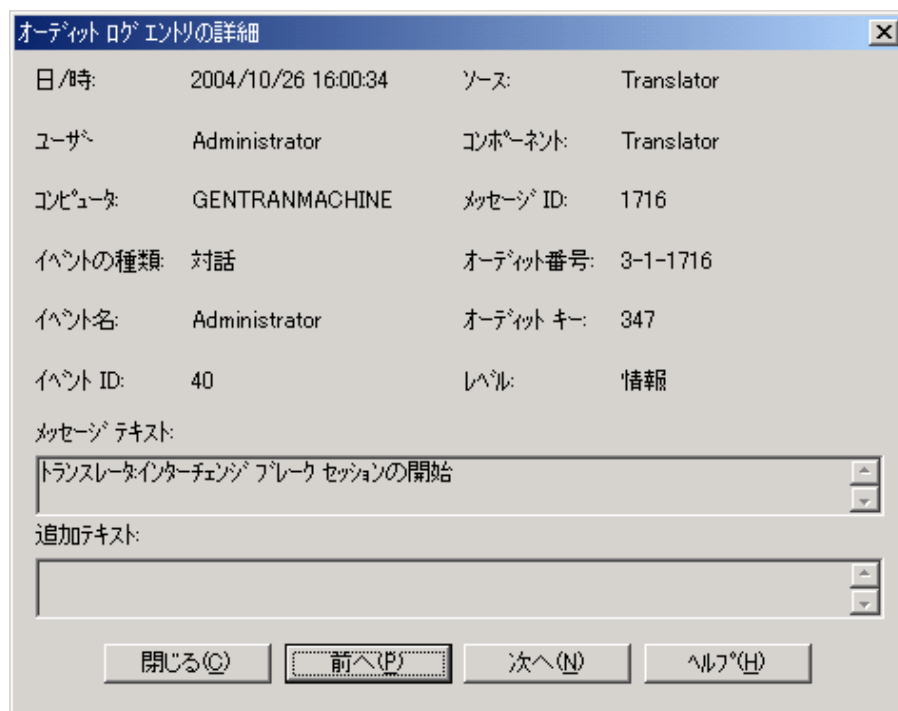 オーディット ログ エントリの詳細
日/時: 2004/10/26 16:00:34 ソース: Translator
ユーザ Administrator コンポーネント: Translator
コンピュータ: GENTRANMACHINE メッセージ ID: 1716
イベントの種類: 対話 オーディット番号: 3-1-1716
イベント名: Administrator オーディット キー: 347
イベント ID: 40 レベル: 情報
メッセージ テキスト:
トランスレータ:インターチェンジ ブレーク セッションの開始
追加テキスト:
閉じる(C) 前へ(P) 次へ(N) ヘルプ(H)